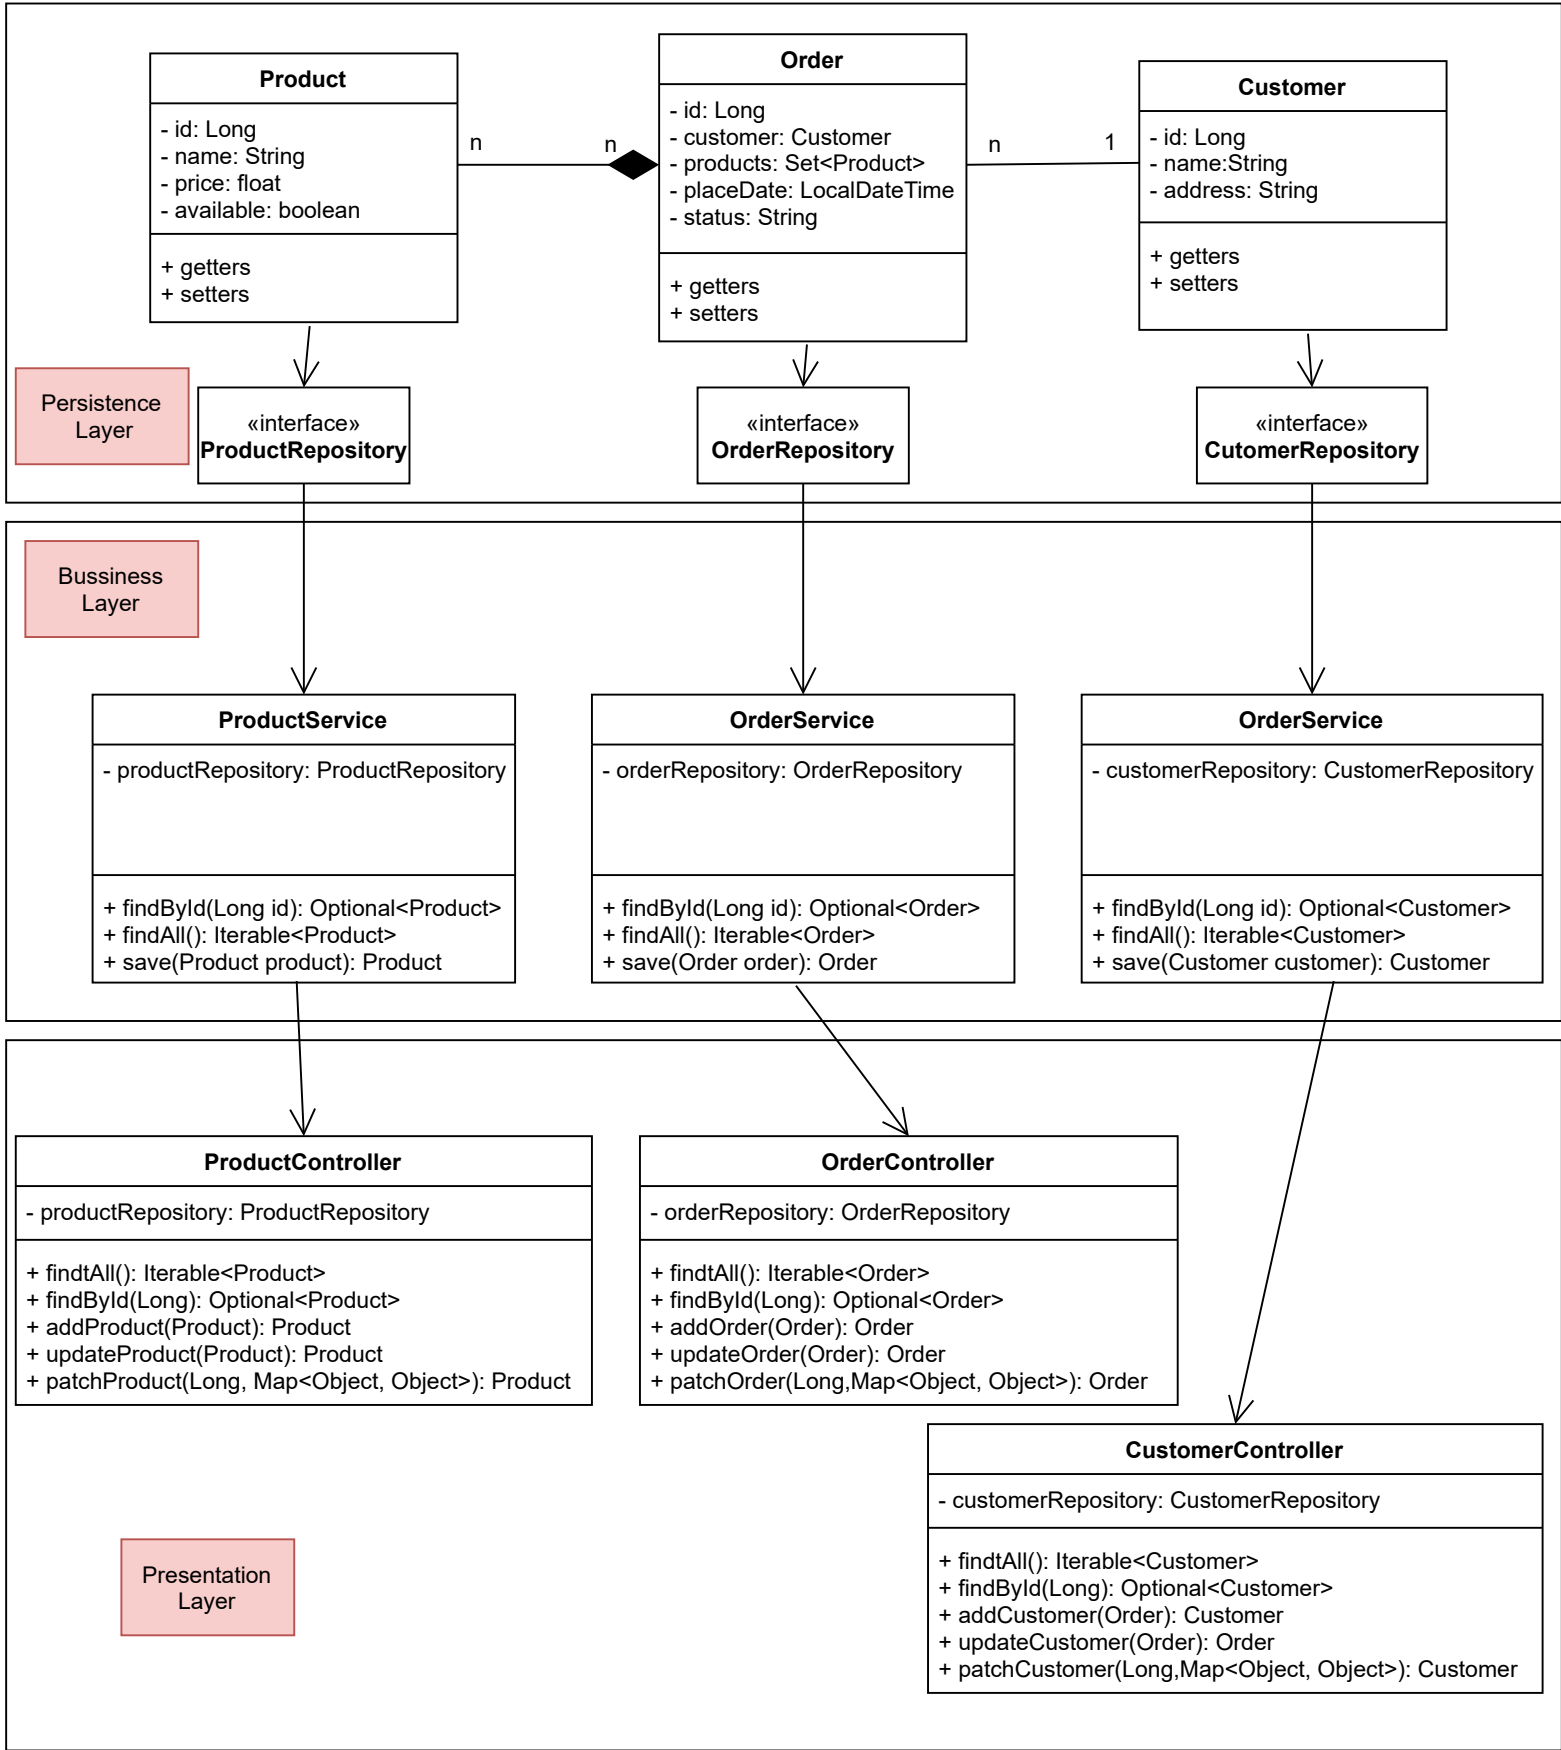 Product
- id: Long
- name: String
- price: float
- available: boolean
+ getters
+ setters
n
n
Order
- id: Long
- customer: Customer
- products: Set<Product>
- placeDate: LocalDateTime
- status: String
+ getters
+ setters
n
1
Customer
- id: Long
- name:String
- address: String
+ getters
+ setters
Persistence
Layer
«interface»
ProductRepository
«interface»
OrderRepository
«interface»
CutomerRepository
Bussiness
Layer
ProductService
- productRepository: ProductRepository
+ findById(Long id): Optional<Product>
+ findAll(): Iterable<Product>
+ save(Product product): Product
OrderService
- orderRepository: OrderRepository
+ findById(Long id): Optional<Order>
+ findAll(): Iterable<Order>
+ save(Order order): Order
OrderService
- customerRepository: CustomerRepository
+ findById(Long id): Optional<Customer>
+ findAll(): Iterable<Customer>
+ save(Customer customer): Customer
ProductController
- productRepository: ProductRepository
+ findtAll(): Iterable<Product>
+ findById(Long): Optional<Product>
+ addProduct(Product): Product
+ updateProduct(Product): Product
+ patchProduct(Long, Map<Object, Object>): Product
OrderController
- orderRepository: OrderRepository
+ findtAll(): Iterable<Order>
+ findById(Long): Optional<Order>
+ addOrder(Order): Order
+ updateOrder(Order): Order
+ patchOrder(Long,Map<Object, Object>): Order
CustomerController
- customerRepository: CustomerRepository
+ findtAll(): Iterable<Customer>
+ findById(Long): Optional<Customer>
+ addCustomer(Order): Customer
+ updateCustomer(Order): Order
+ patchCustomer(Long,Map<Object, Object>): Customer
Presentation
Layer